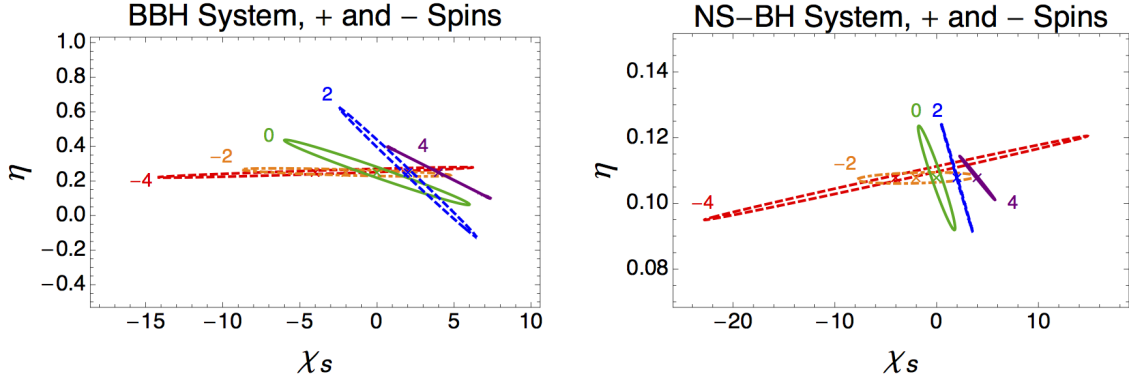 BBH System, + and − Spins
1.0
0.8
0.6
0.4
0.2
0.0
−0.2
−0.4
η
2
0
4
−2
−4
−15 −10 −5 0 5 10
χs
NS−BH System, + and − Spins
0.14
0.12
0.10
0.08
η
0 2
−2
−4
4
−20 −10 0 10
χs